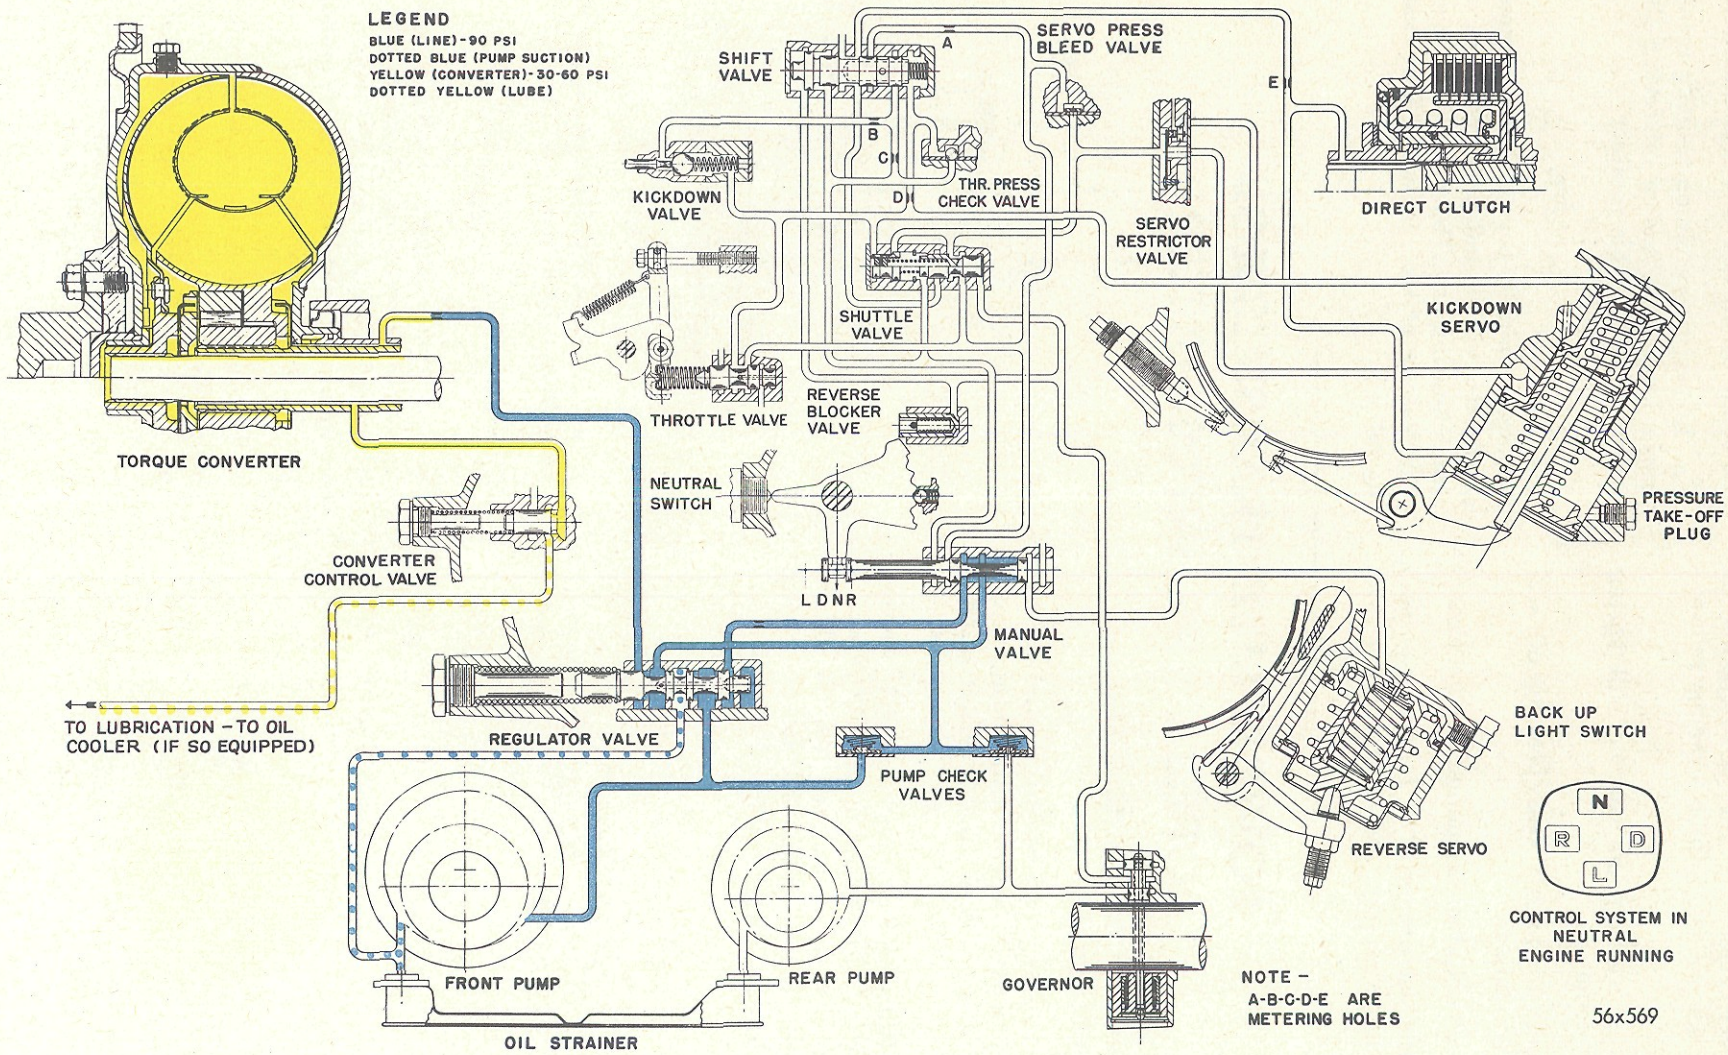 LEGEND
BLUE (LINE)-90 PSI
DOTTED BLUE (PUMP SUCTION)
YELLOW (CONVERTER)-30-60 PSI
DOTTED YELLOW (LUBE)
SHIFT
VALVE
A
SERVO PRESS
BLEED VALVE
E
B
C
D
KICKDOWN
VALVE
THR. PRESS
CHECK VALVE
SERVO
RESTRICTOR
VALVE
DIRECT CLUTCH
SHUTTLE
VALVE
KICKDOWN
SERVO
THROTTLE VALVE
REVERSE
BLOCKER
VALVE
TORQUE CONVERTER
NEUTRAL
SWITCH
PRESSURE
TAKE-OFF
PLUG
CONVERTER
CONTROL VALVE
L D N R
MANUAL
VALVE
TO LUBRICATION - TO OIL
COOLER (IF SO EQUIPPED)
REGULATOR VALVE
BACK UP
LIGHT SWITCH
PUMP CHECK
VALVES
N
R
D
L
REVERSE SERVO
CONTROL SYSTEM IN
NEUTRAL
ENGINE RUNNING
FRONT PUMP
REAR PUMP
GOVERNOR
NOTE -
A-B-C-D-E ARE
METERING HOLES
OIL STRAINER
56x569